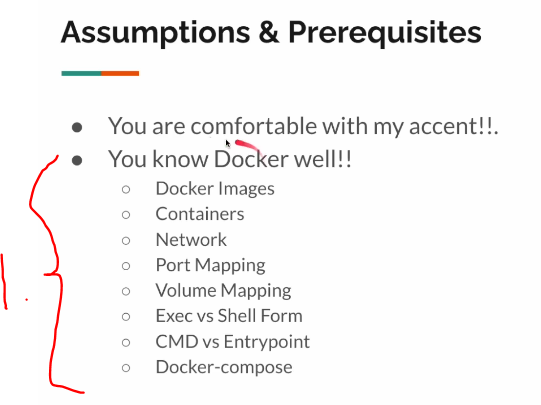 Assumptions & Prerequisites
● You are comfortable with my accent!!.
● You know Docker well!!
○ Docker Images
○ Containers
○ Network
○ Port Mapping
○ Volume Mapping
○ Exec vs Shell Form
○ CMD vs Entrypoint
○ Docker-compose